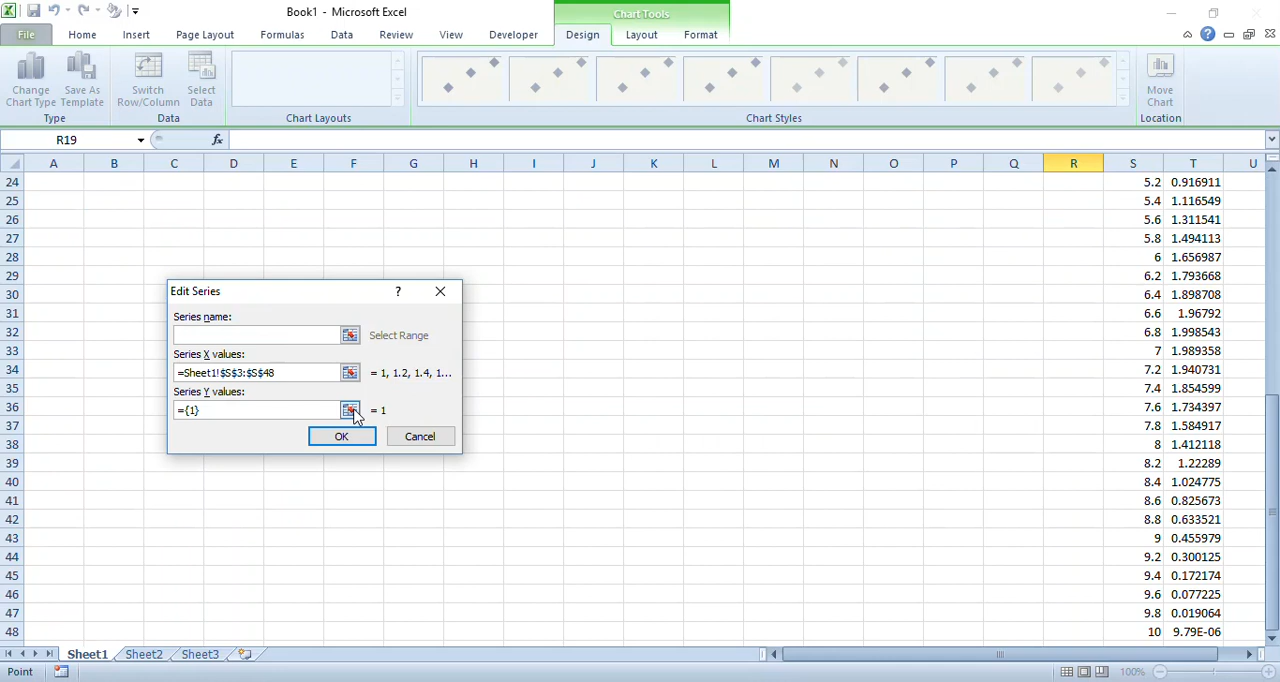 Book1 - Microsoft Excel
Chart Tools
File Home Insert Page Layout Formulas Data Review View Developer Design Layout Format
Change Chart Type
Save As Template
Switch Row/Column
Select Data
Move Chart
Type
Data
Chart Layouts
Chart Styles
Location
R19 fx
A B C D E F G H I J K L M N O P Q R S T U
24 5.2 0.916911
25 5.4 1.116549
26 5.6 1.311541
27 5.8 1.494113
28 6 1.656987
29 6.2 1.793668
30 6.4 1.898708
31 6.6 1.96792
32 6.8 1.998543
33 7 1.989358
34 7.2 1.940731
35 7.4 1.854599
36 7.6 1.734397
37 7.8 1.584917
38 8 1.412118
39 8.2 1.22289
40 8.4 1.024775
41 8.6 0.825673
42 8.8 0.633521
43 9 0.455979
44 9.2 0.300125
45 9.4 0.172174
46 9.6 0.077225
47 9.8 0.019064
48 10 9.79E-06
Edit Series ?
Series name:
Select Range
Series X values:
=Sheet1!$S$3:$S$48 = 1, 1.2, 1.4, 1...
Series Y values:
={1} = 1
OK Cancel
Sheet1 Sheet2 Sheet3
Point 100%